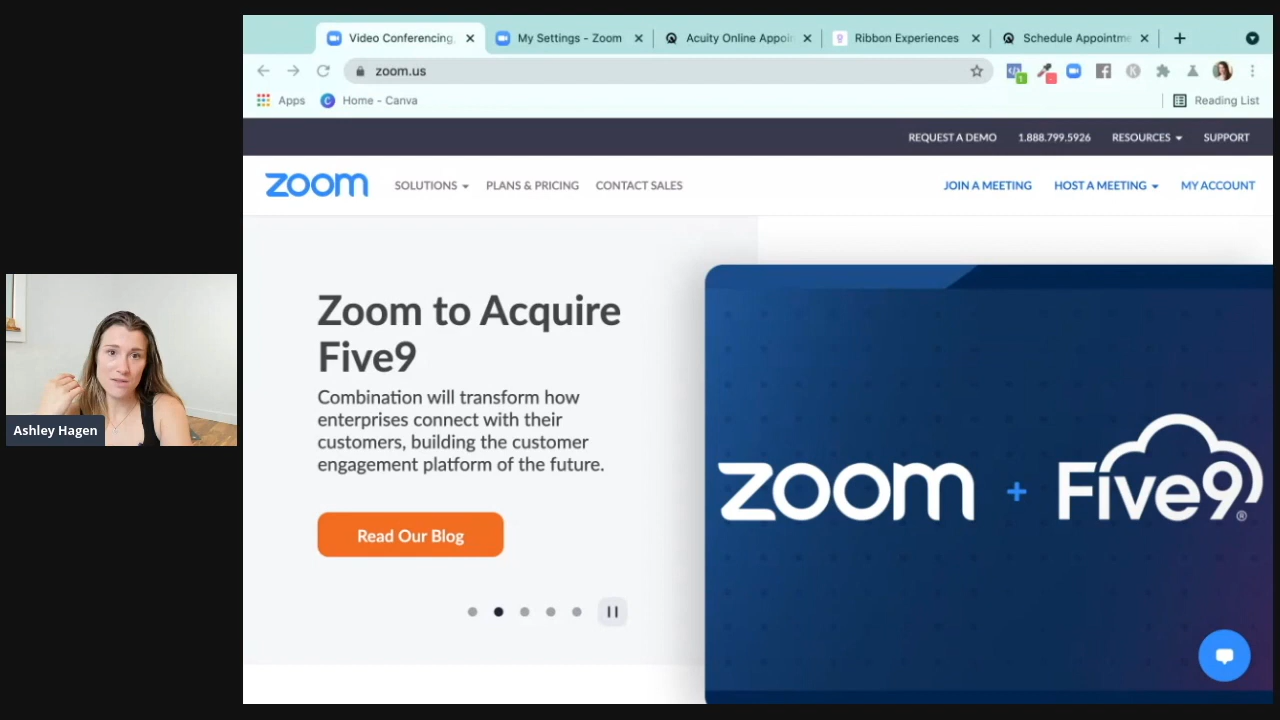 Video Conferencing,
My Settings - Zoom
Acuity Online Appoin
Ribbon Experiences
Schedule Appointme
zoom.us
Apps
Home - Canva
Reading List
REQUEST A DEMO
1.888.799.5926
RESOURCES
SUPPORT
zoom
SOLUTIONS
PLANS & PRICING
CONTACT SALES
JOIN A MEETING
HOST A MEETING
MY ACCOUNT
Zoom to Acquire
Five9
Combination will transform how
enterprises connect with their
customers, building the customer
engagement platform of the future.
Read Our Blog
zoom + Five9®
Ashley Hagen